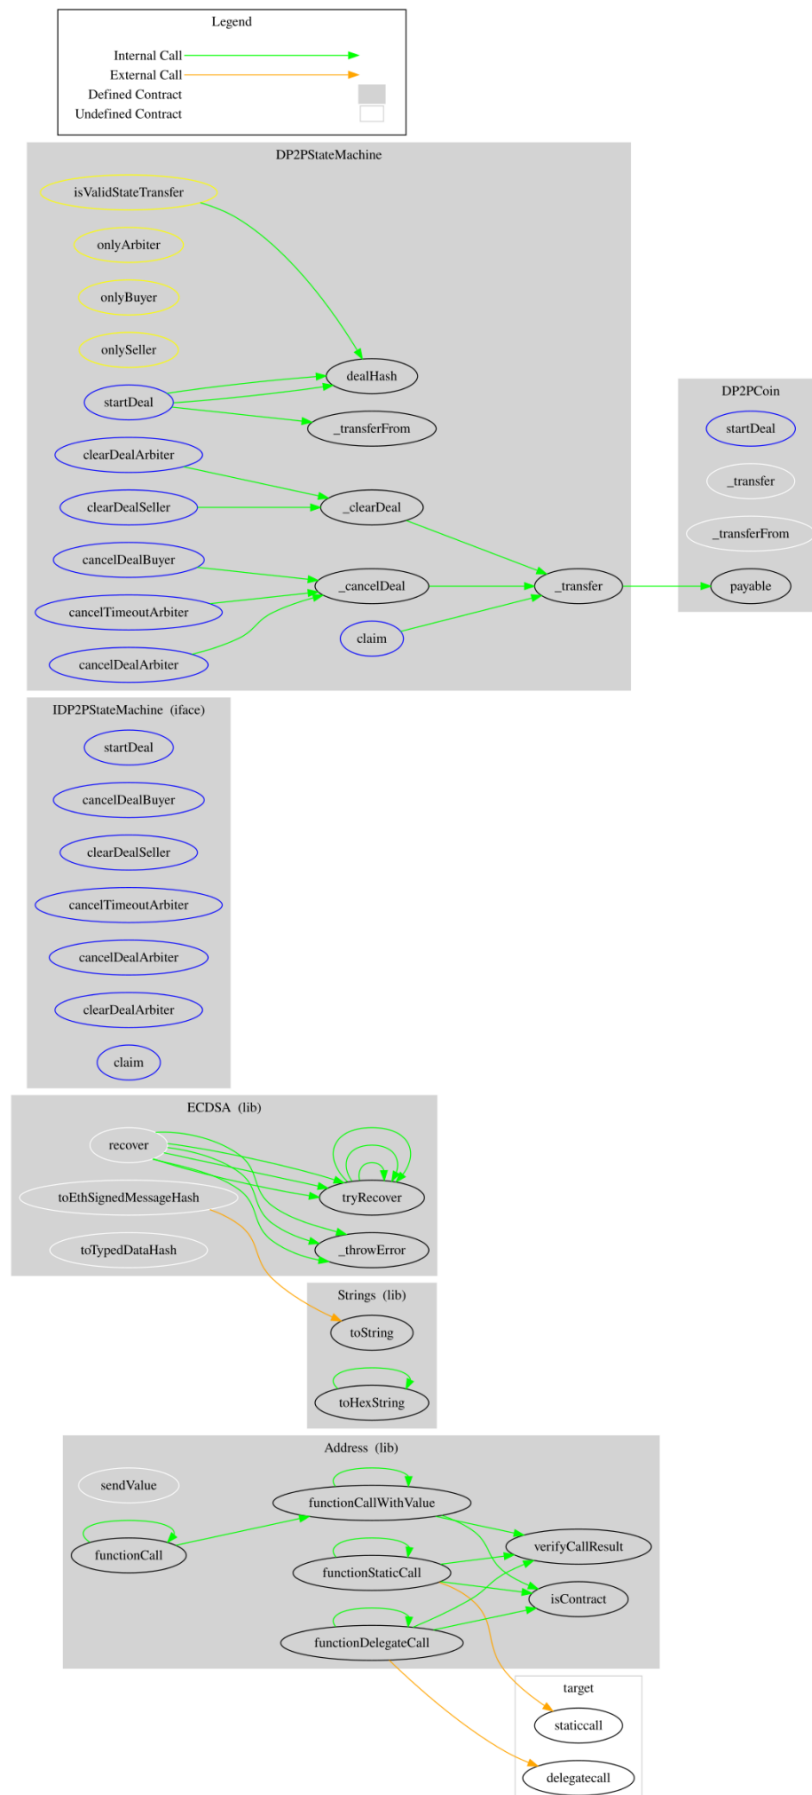 Legend
Internal Call
External Call
Defined Contract
Undefined Contract
DP2PStateMachine
isValidStateTransfer
onlyArbiter
onlyBuyer
onlySeller
startDeal
clearDealArbiter
clearDealSeller
cancelDealBuyer
cancelTimeoutArbiter
cancelDealArbiter
dealHash
_transferFrom
_clearDeal
_cancelDeal
claim
_transfer
DP2PCoin
startDeal
_transfer
_transferFrom
payable
IDP2PStateMachine (iface)
startDeal
cancelDealBuyer
clearDealSeller
cancelTimeoutArbiter
cancelDealArbiter
clearDealArbiter
claim
ECDSA (lib)
recover
toEthSignedMessageHash
toTypedDataHash
tryRecover
_throwError
Strings (lib)
toString
toHexString
Address (lib)
sendValue
functionCall
functionCallWithValue
functionStaticCall
functionDelegateCall
verifyCallResult
isContract
target
staticcall
delegatecall